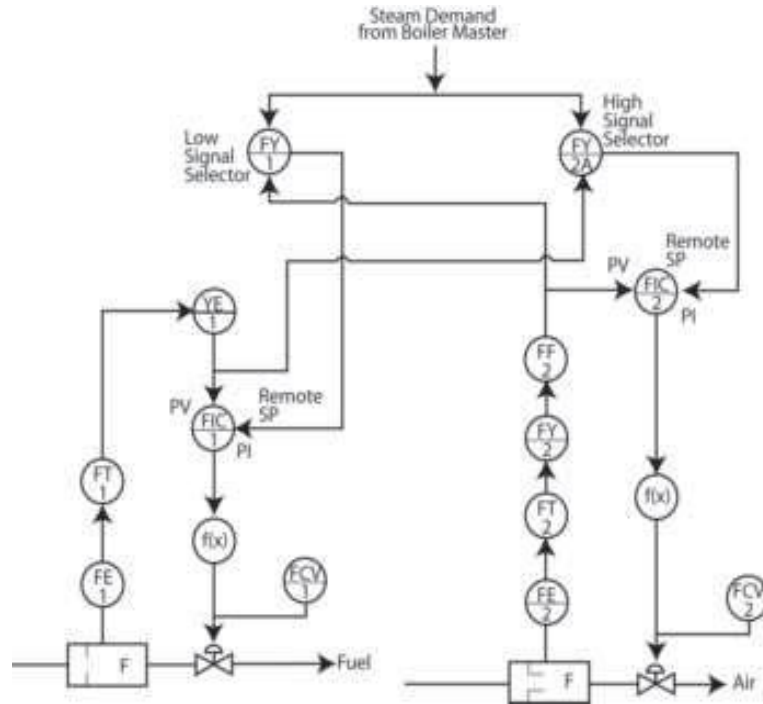 Steam Demand
from Boiler Master
Low
Signal
Selector
FY
1
High
Signal
Selector
FY
2A
Remote
SP
PV
FIC
2
PI
YE
1
FF
2
PV
Remote
SP
FIC
1
PI
FY
2
FT
1
f(x)
FT
2
f(x)
FE
1
FCV
1
FE
2
FCV
2
F
Fuel
F
Air